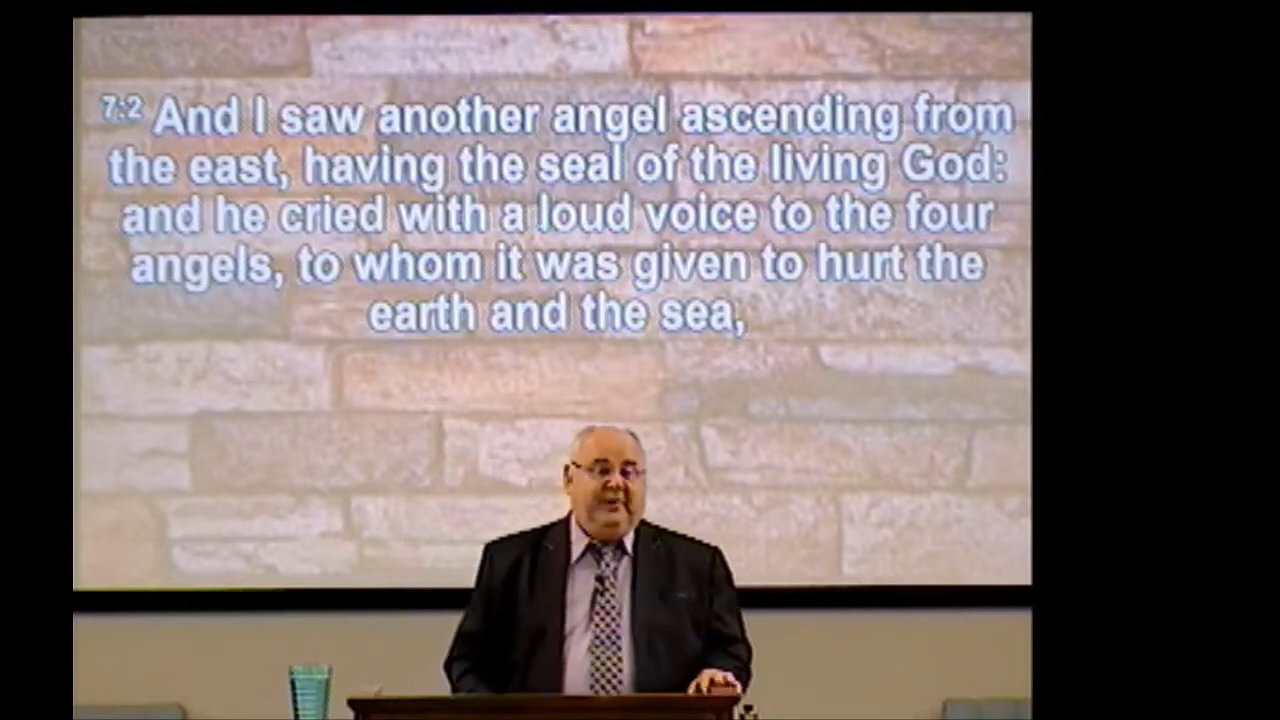 7:2 And I saw another angel ascending from
the east, having the seal of the living God:
and he cried with a loud voice to the four
angels, to whom it was given to hurt the
earth and the sea,